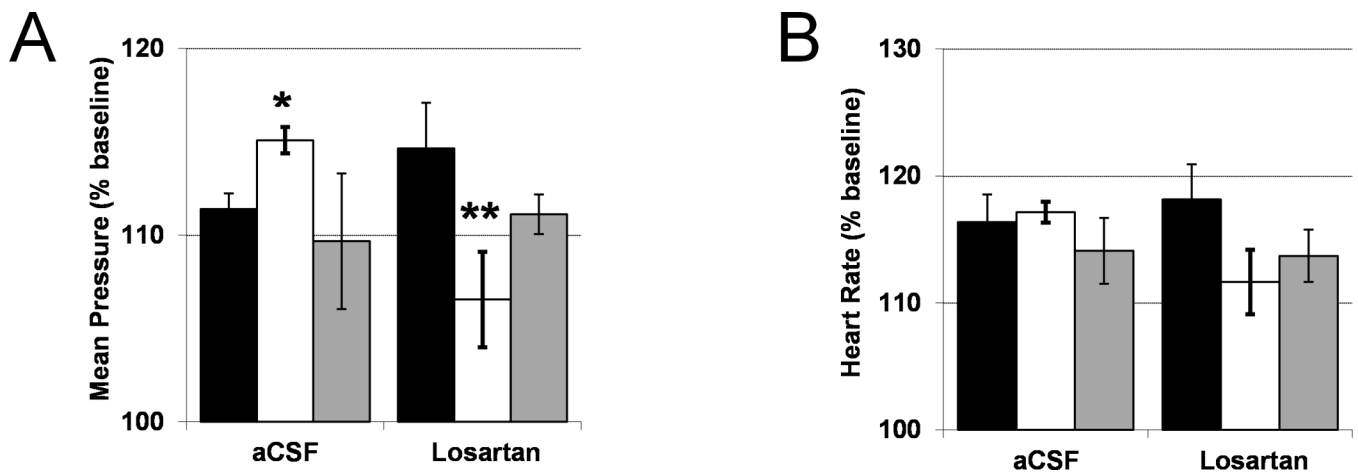 A
Mean Pressure (% baseline)
120
110
100
*
**
aCSF Losartan
B
Heart Rate (% baseline)
130
120
110
100
aCSF Losartan